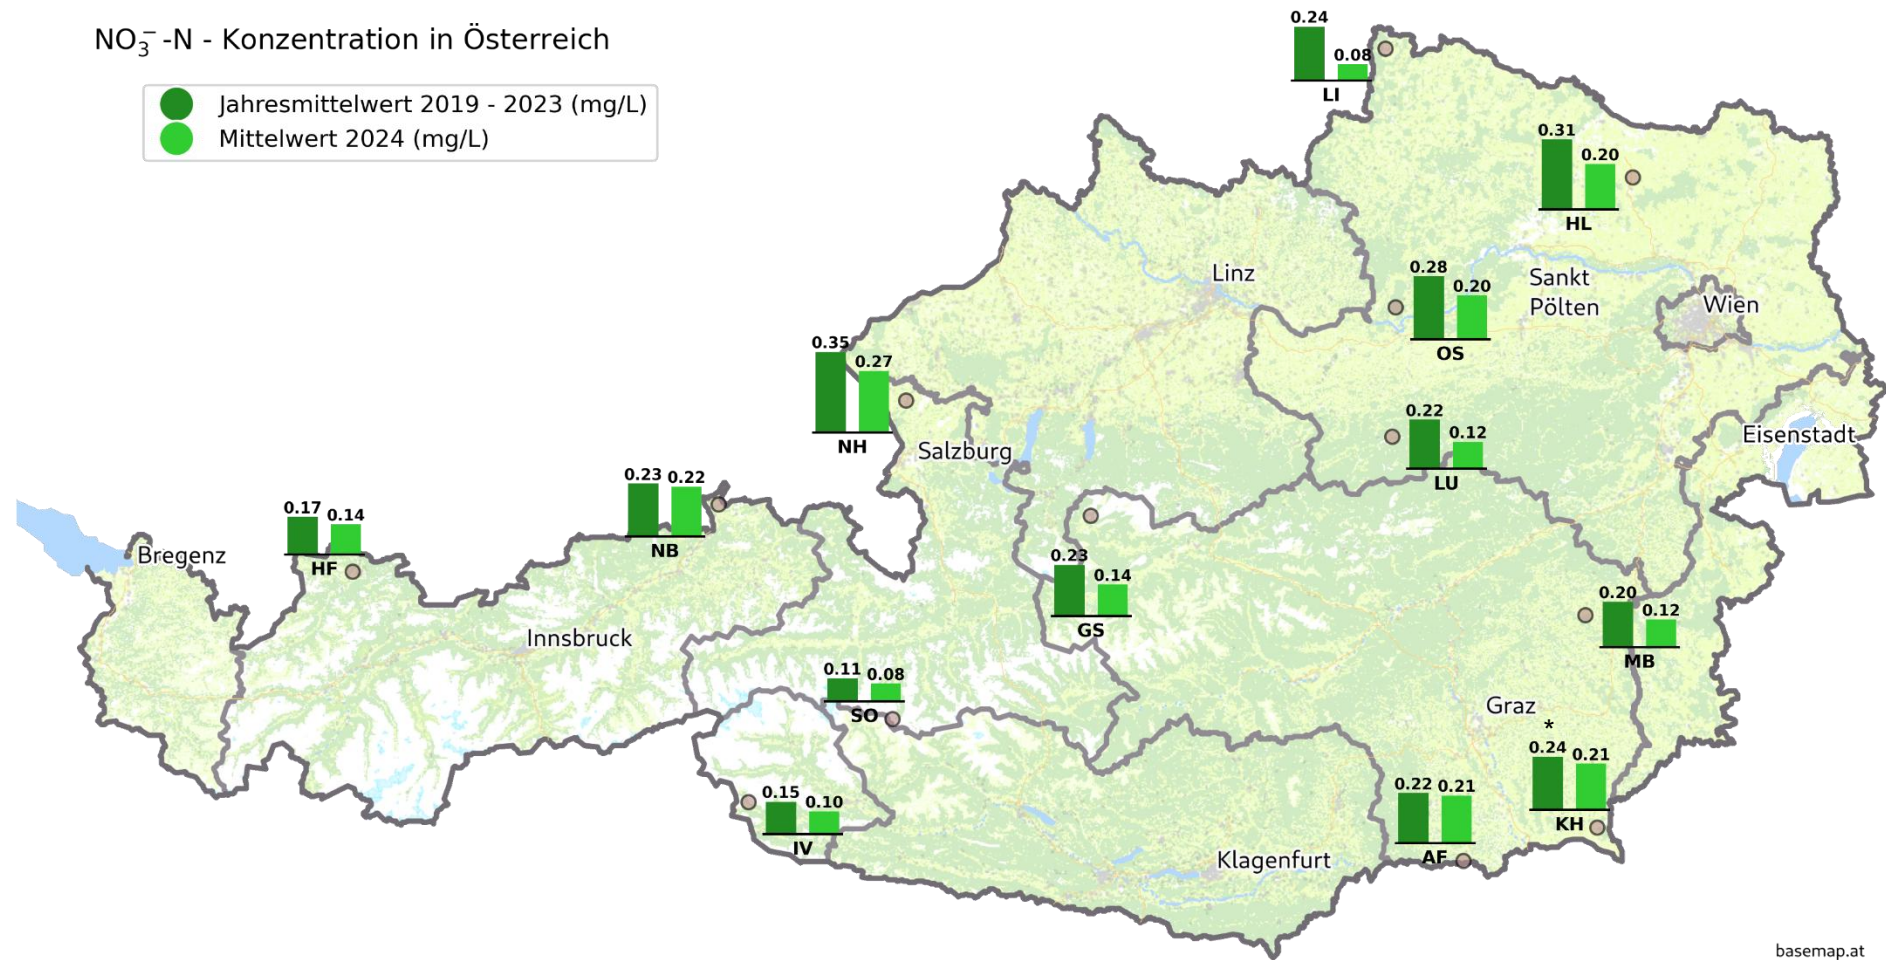 NO₃⁻-N - Konzentration in Österreich
Jahresmittelwert 2019 - 2023 (mg/L)
Mittelwert 2024 (mg/L)
0.24 0.08
LI
0.31 0.20
HL
Linz
0.28 0.20
OS
Sankt
Pölten
Wien
0.35 0.27
NH
Salzburg
0.22 0.12
LU
Eisenstadt
0.23 0.22
NB
0.17 0.14
HF
Bregenz
0.23 0.14
GS
Innsbruck
0.20 0.12
MB
0.11 0.08
SO
Graz
*
0.24 0.21
KH
0.15 0.10
IV
0.22 0.21
AF
Klagenfurt
basemap.at